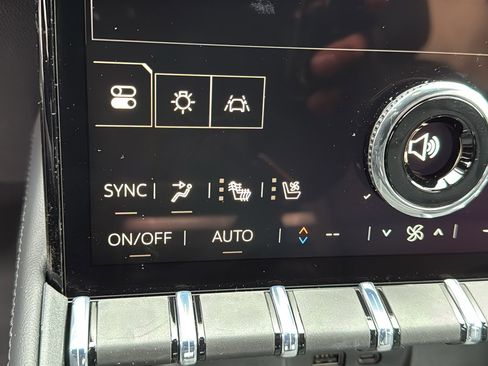 SYNC
ON/OFF AUTO --